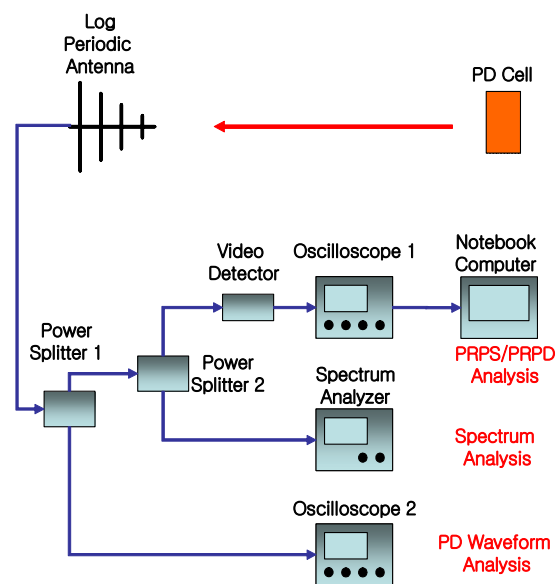 Log
Periodic
Antenna
PD Cell
Video
Detector
Oscilloscope 1
Notebook
Computer
Power
Splitter 1
Power
Splitter 2
PRPS/PRPD
Analysis
Spectrum
Analyzer
Spectrum
Analysis
Oscilloscope 2
PD Waveform
Analysis